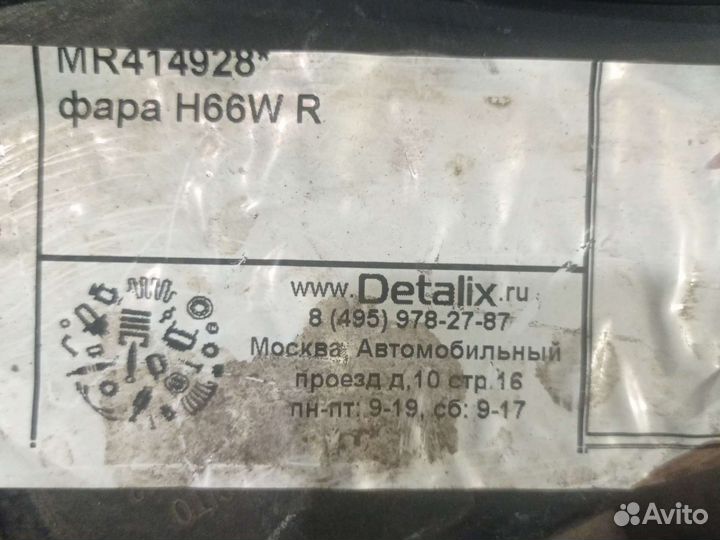 MR414928*
фара H66W R
www.Detalix.ru
8 (495) 978-27-87
Москва, Автомобильный
проезд д,10 стр.16
пн-пт: 9-19, сб: 9-17
Avito